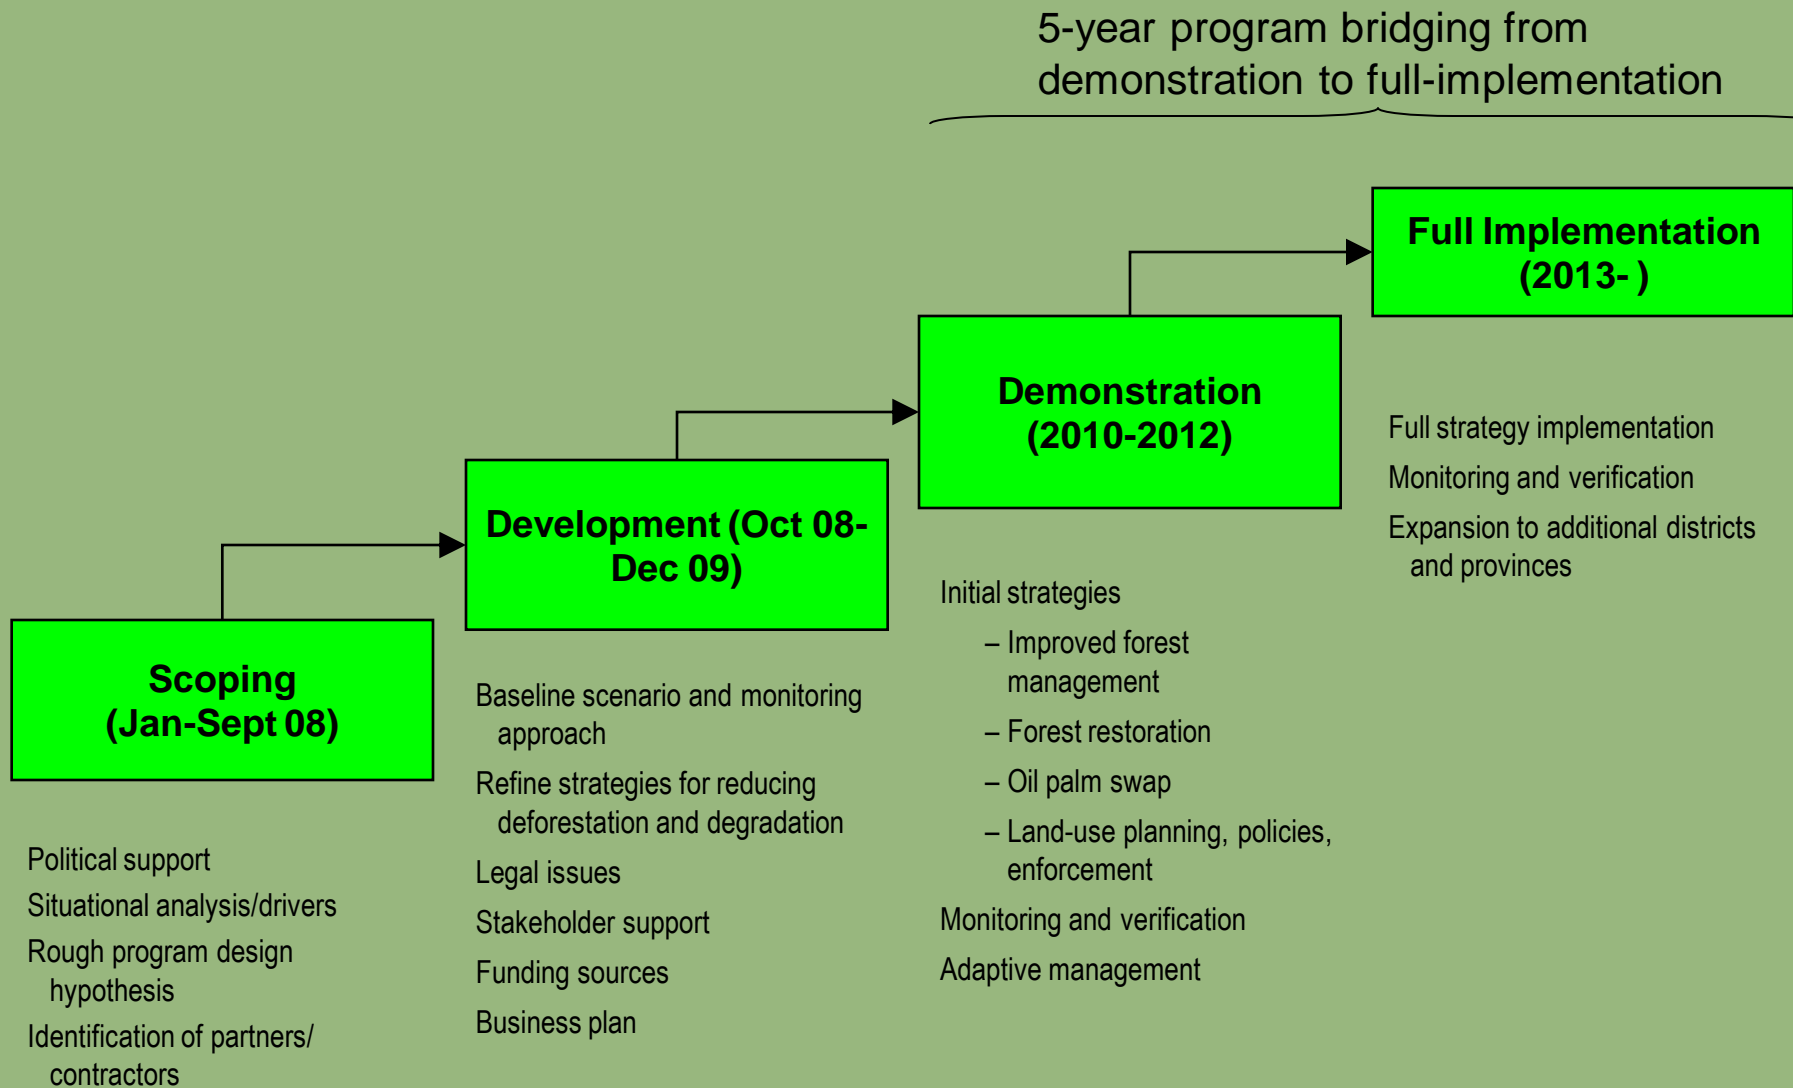 5-year program bridging from
demonstration to full-implementation
Full Implementation
(2013- )
Full strategy implementation
Monitoring and verification
Expansion to additional districts
and provinces
Demonstration
(2010-2012)
Initial strategies
– Improved forest
management
– Forest restoration
– Oil palm swap
– Land-use planning, policies,
enforcement
Monitoring and verification
Adaptive management
Development (Oct 08-
Dec 09)
Baseline scenario and monitoring
approach
Refine strategies for reducing
deforestation and degradation
Legal issues
Stakeholder support
Funding sources
Business plan
Scoping
(Jan-Sept 08)
Political support
Situational analysis/drivers
Rough program design
hypothesis
Identification of partners/
contractors